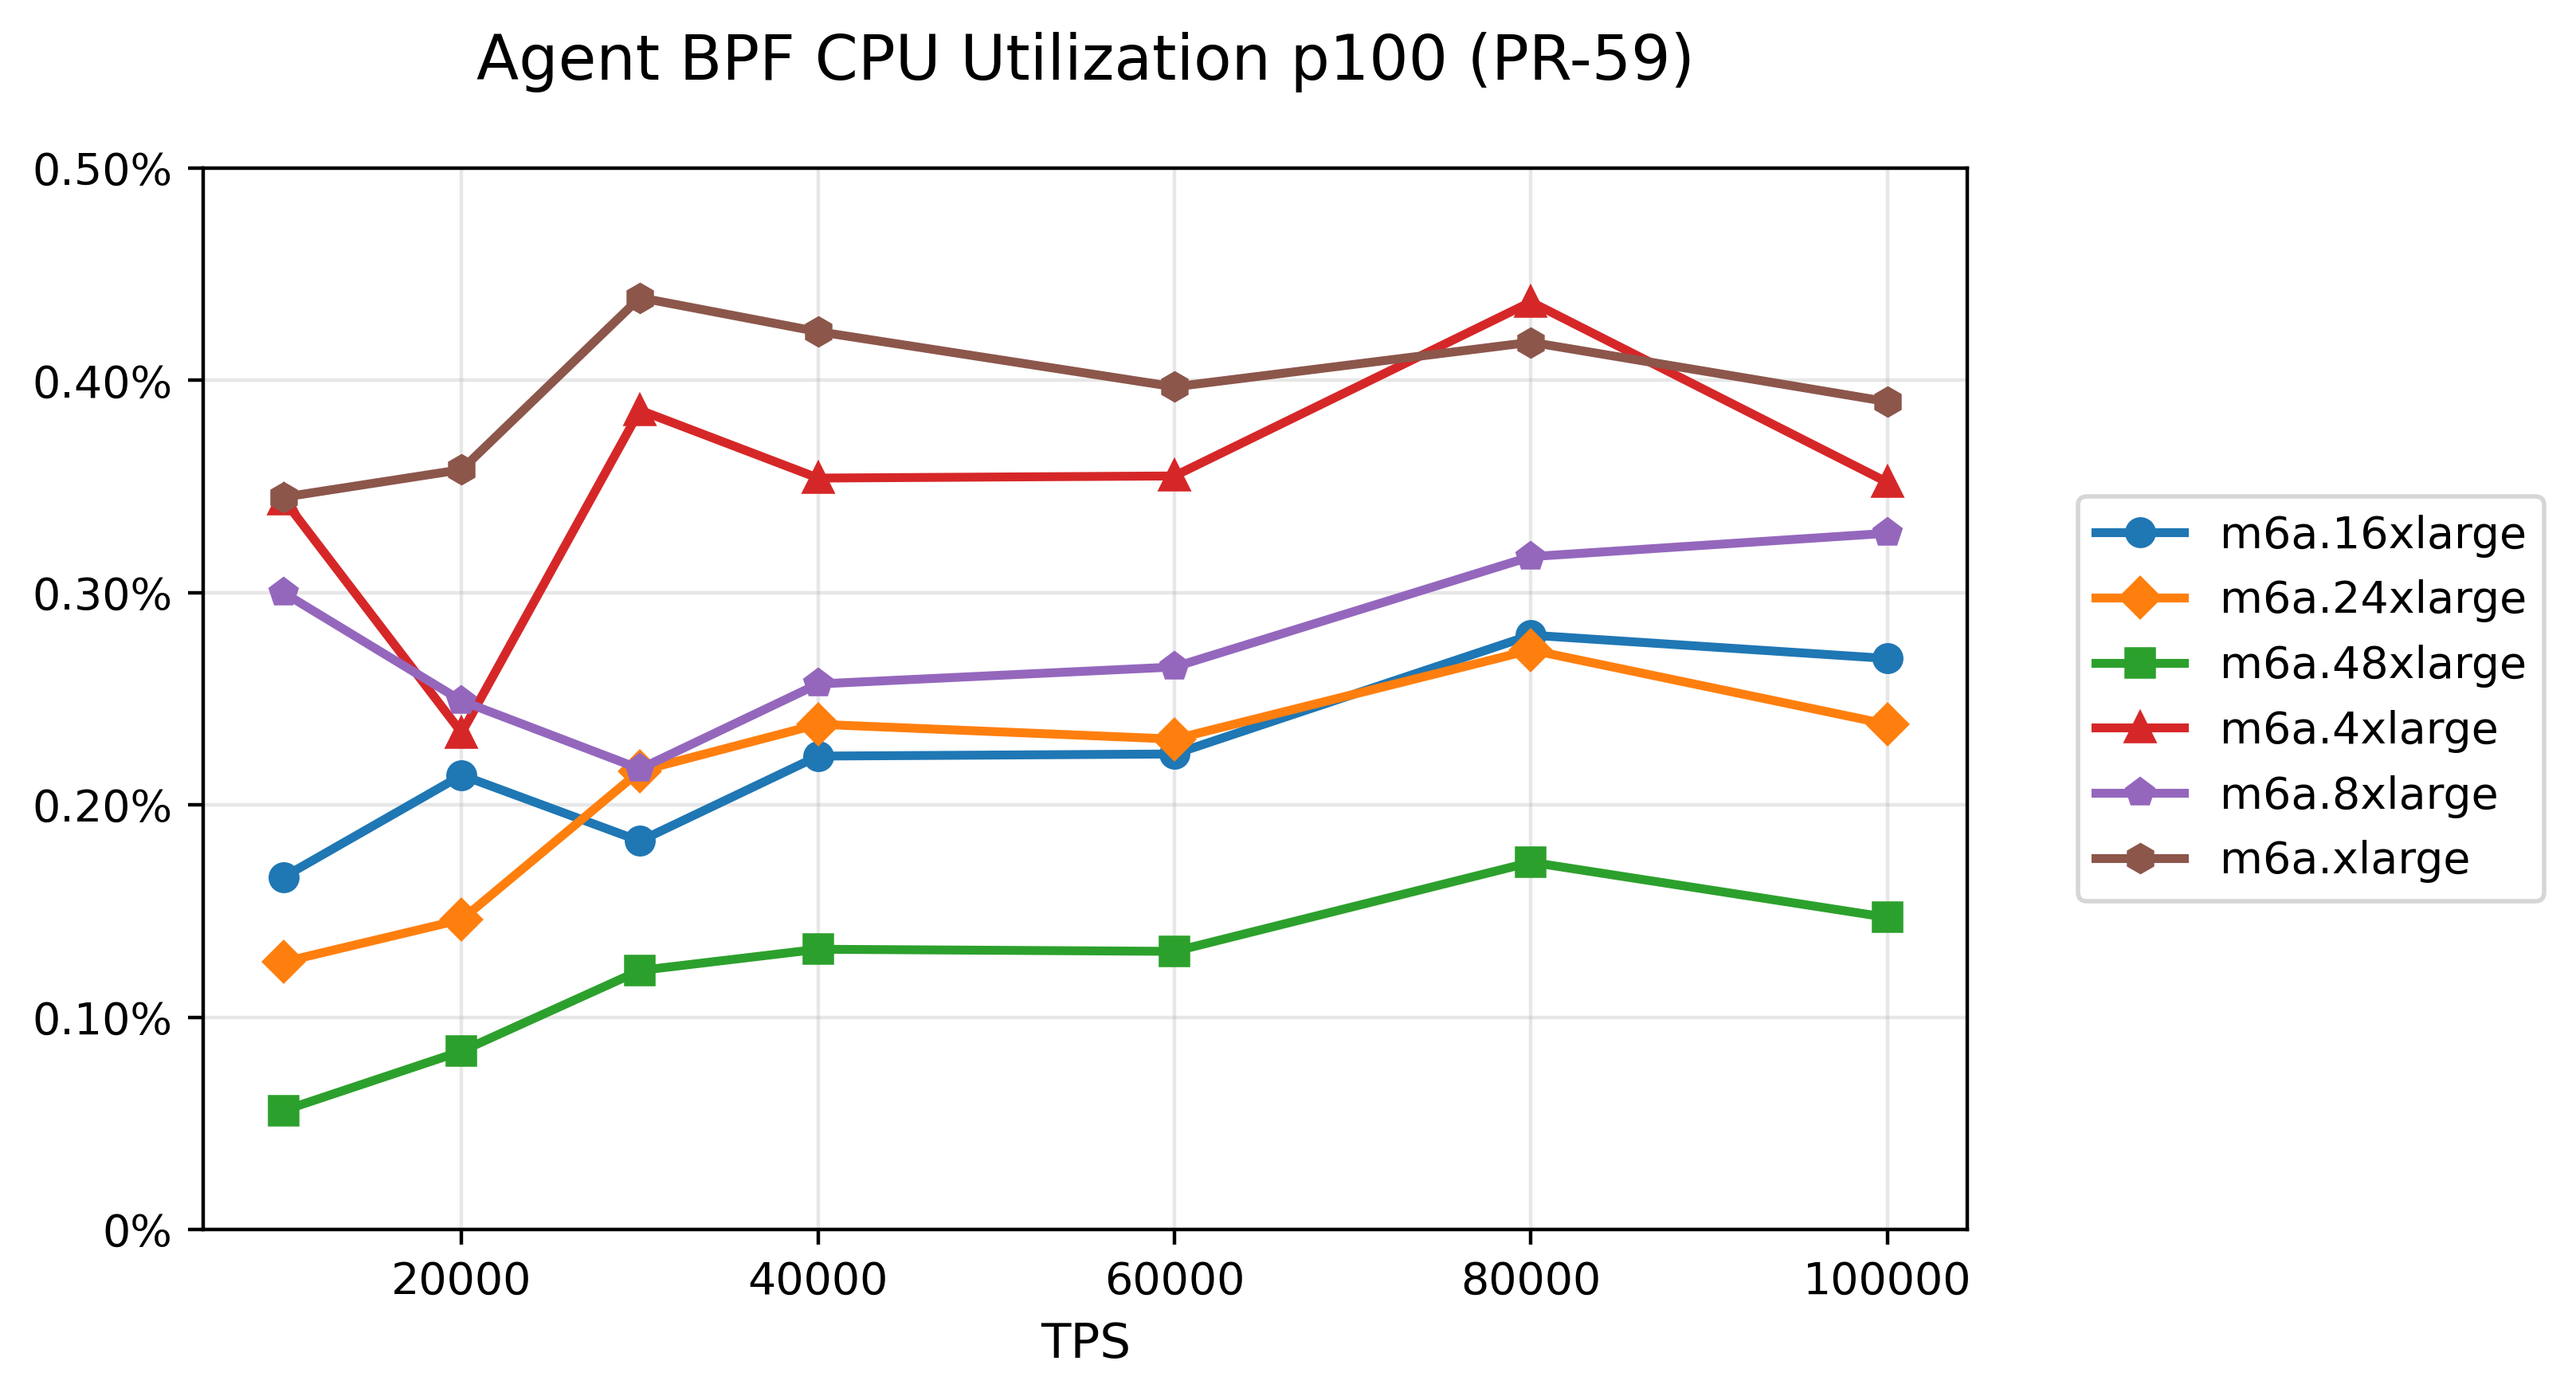 Agent BPF CPU Utilization p100 (PR-59)
0.50%
0.40%
0.30%
0.20%
0.10%
0%
20000 40000 60000 80000 100000
TPS
m6a.16xlarge
m6a.24xlarge
m6a.48xlarge
m6a.4xlarge
m6a.8xlarge
m6a.xlarge